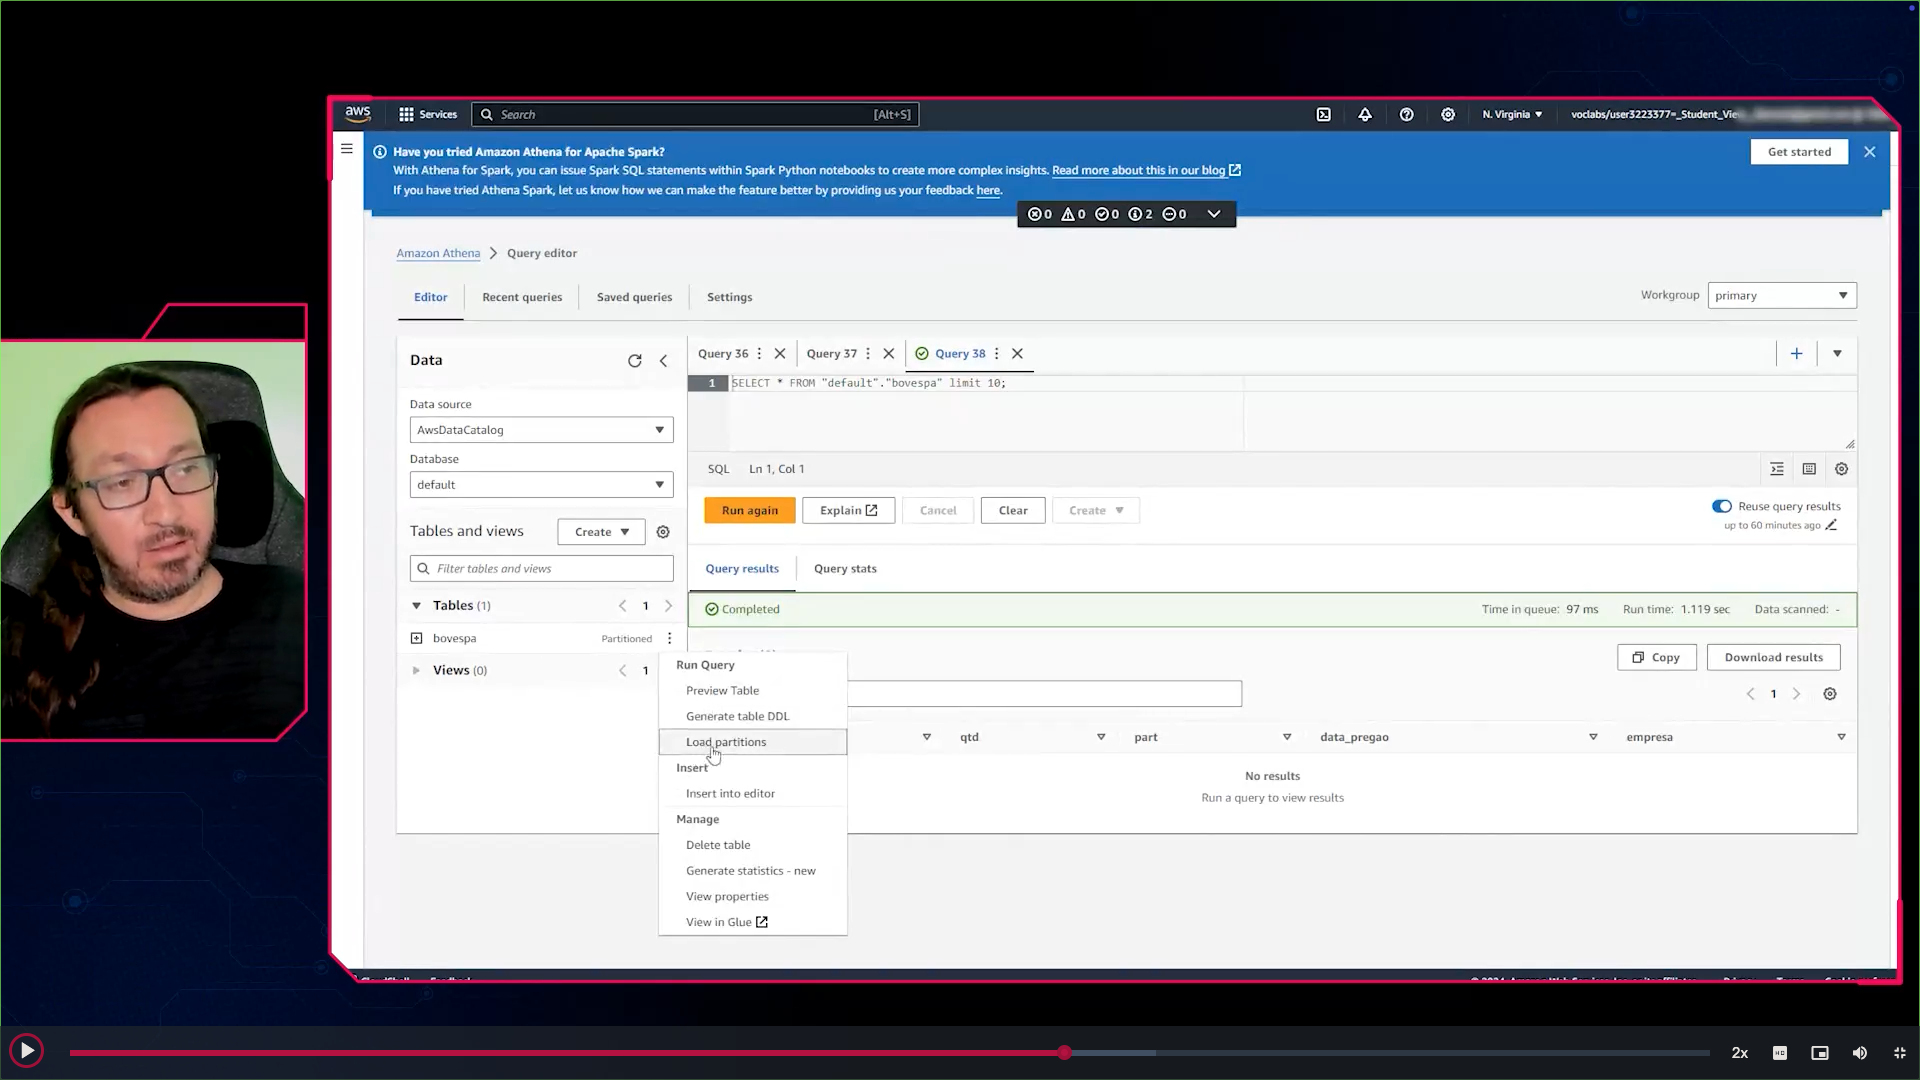 aws
Services
Search
[Alt+S]
N. Virginia
voclabs/user3223377=_Student_Vie
Have you tried Amazon Athena for Apache Spark?
With Athena for Spark, you can issue Spark SQL statements within Spark Python notebooks to create more complex insights. Read more about this in our blog
If you have tried Athena Spark, let us know how we can make the feature better by providing us your feedback here.
Get started
0 0 0 2 0
Amazon Athena > Query editor
Editor
Recent queries
Saved queries
Settings
Workgroup
primary
Data
Data source
AwsDataCatalog
Database
default
Tables and views
Create
Filter tables and views
Tables (1)
< 1 >
bovespa
Partitioned
Views (0)
< 1
Query 36
Query 37
Query 38
1 SELECT * FROM "default"."bovespa" limit 10;
SQL
Ln 1, Col 1
Run again
Explain
Cancel
Clear
Create
Reuse query results
up to 60 minutes ago
Query results
Query stats
Completed
Time in queue: 97 ms
Run time: 1.119 sec
Data scanned: -
Copy
Download results
< 1 >
qtd
part
data_pregao
empresa
No results
Run a query to view results
Run Query
Preview Table
Generate table DDL
Load partitions
Insert
Insert into editor
Manage
Delete table
Generate statistics - new
View properties
View in Glue
2x
HD